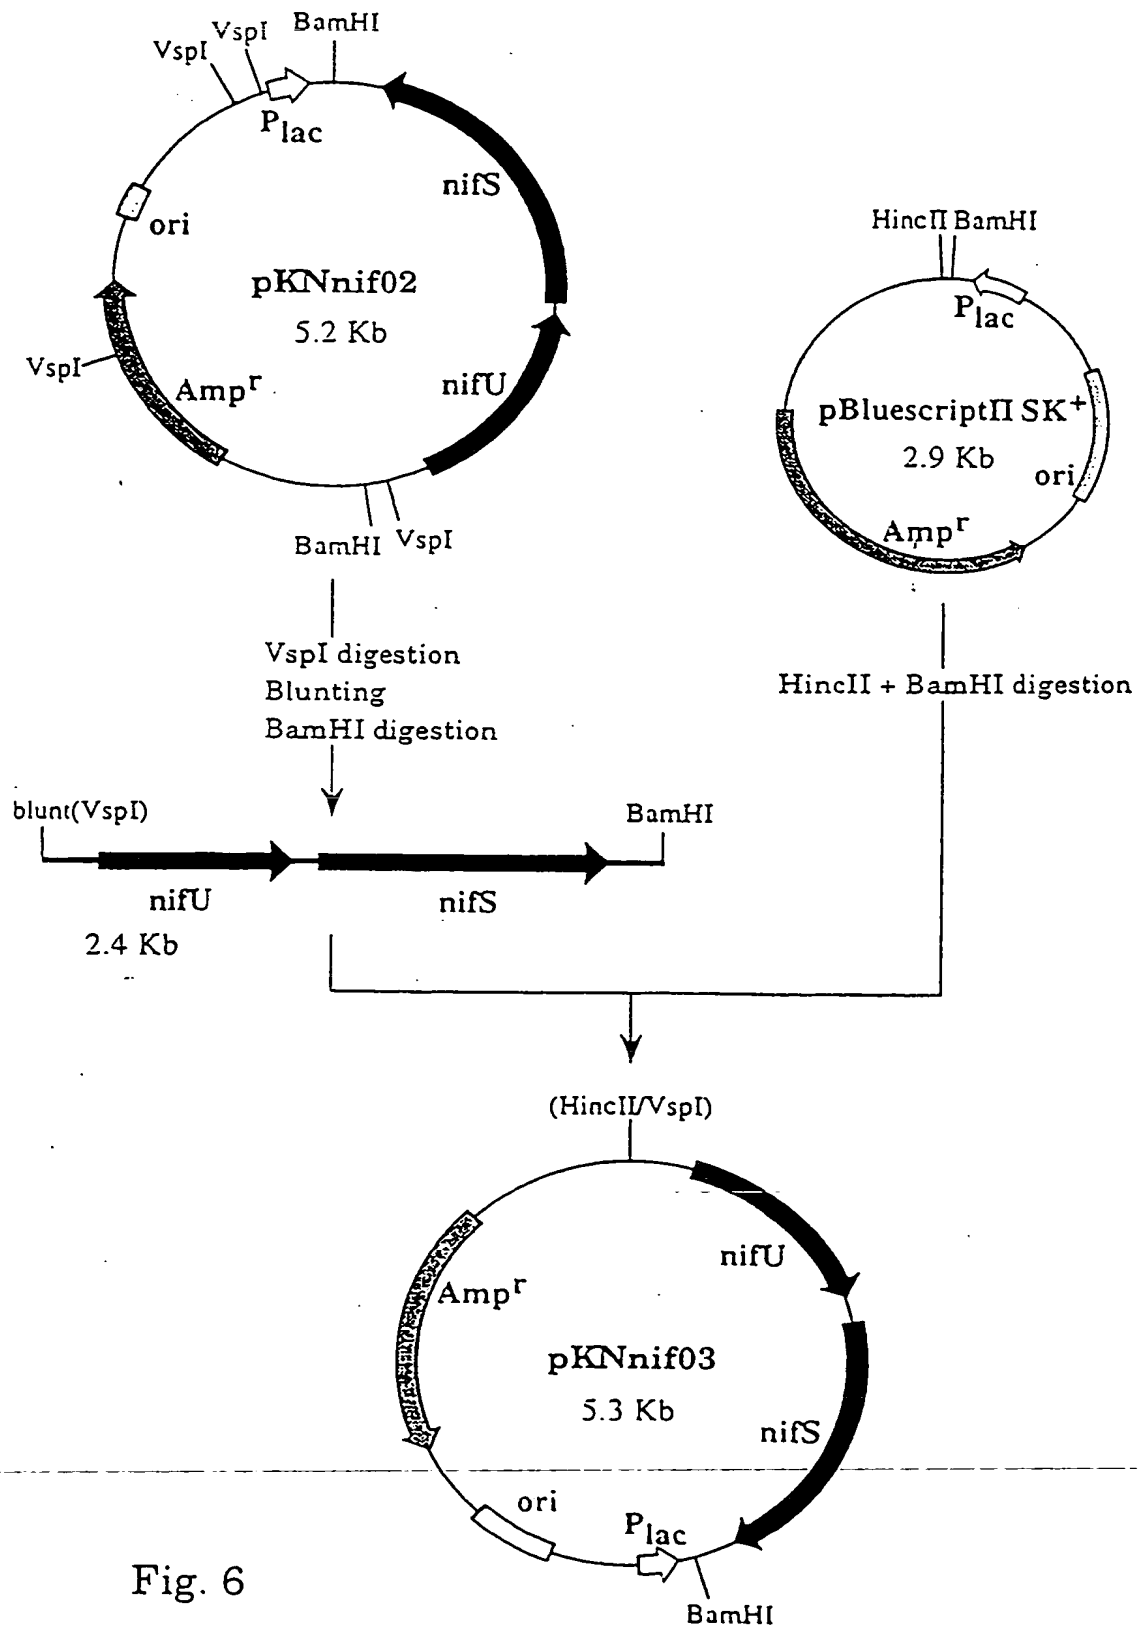 VspI
VspI
BamHI
Plac
nifS
ori
pKNnif02
5.2 Kb
VspI
Ampr
nifU
BamHI
VspI
HincII BamHI
Plac
pBluescriptII SK+
2.9 Kb
ori
Ampr
VspI digestion
Blunting
BamHI digestion
HincII + BamHI digestion
blunt(VspI)
BamHI
nifU
nifS
2.4 Kb
(HincII/VspI)
nifU
Ampr
pKNnif03
5.3 Kb
nifS
ori
Plac
BamHI
Fig. 6